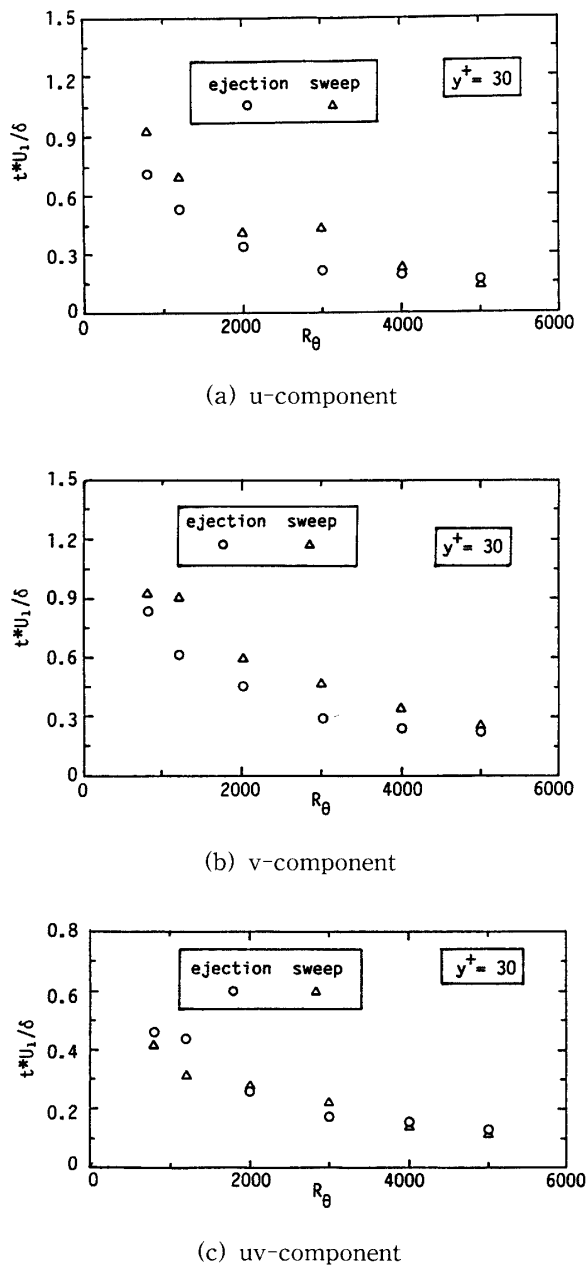 1.5
1.2
0.9
0.6
0.3
0
t*U₁/δ
ejection sweep
○ △
y⁺= 30
0 2000 4000 6000
R_θ
(a) u-component
1.5
1.2
0.9
0.6
0.3
0
t*U₁/δ
ejection sweep
○ △
y⁺= 30
0 2000 4000 6000
R_θ
(b) v-component
0.8
0.6
0.4
0.2
0
t*U₁/δ
ejection sweep
○ △
y⁺= 30
0 2000 4000 6000
R_θ
(c) uv-component